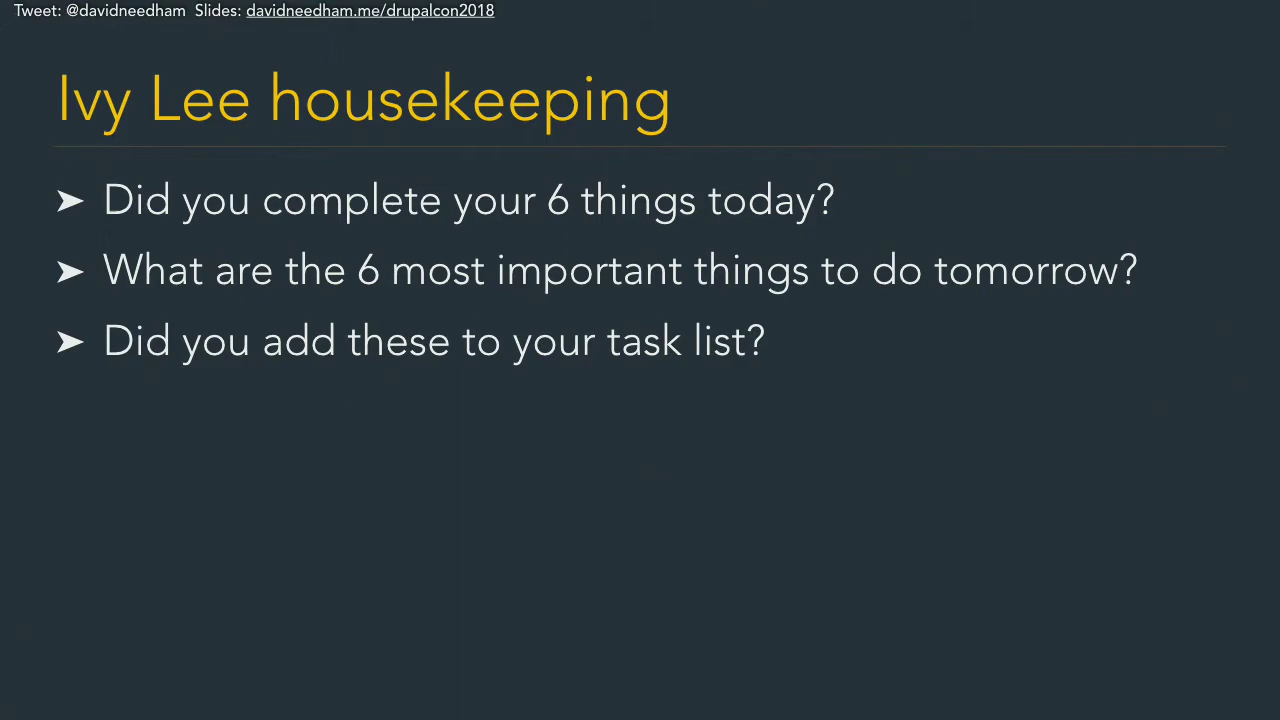 Tweet: @davidneedham Slides: davidneedham.me/drupalcon2018
Ivy Lee housekeeping
➤ Did you complete your 6 things today?
➤ What are the 6 most important things to do tomorrow?
➤ Did you add these to your task list?